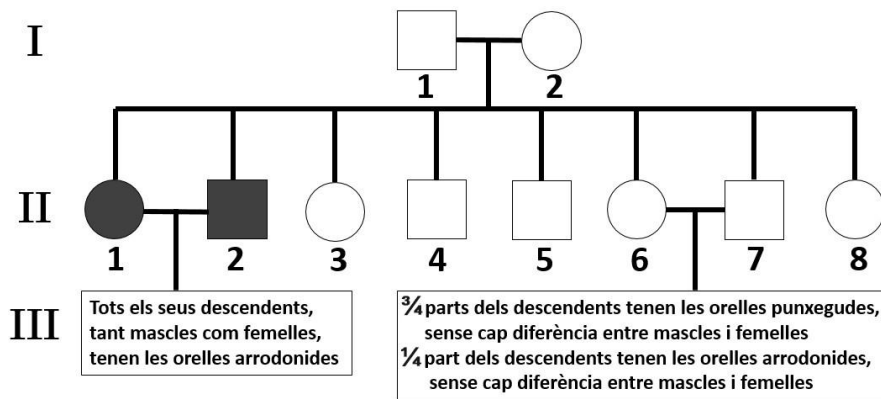 I
1 2
II
1 2 3 4 5 6 7 8
III
Tots els seus descendents,
tant mascles com femelles,
tenen les orelles arrodonides
¾ parts dels descendents tenen les orelles punxegudes,
sense cap diferència entre mascles i femelles
¼ part dels descendents tenen les orelles arrodonides,
sense cap diferència entre mascles i femelles